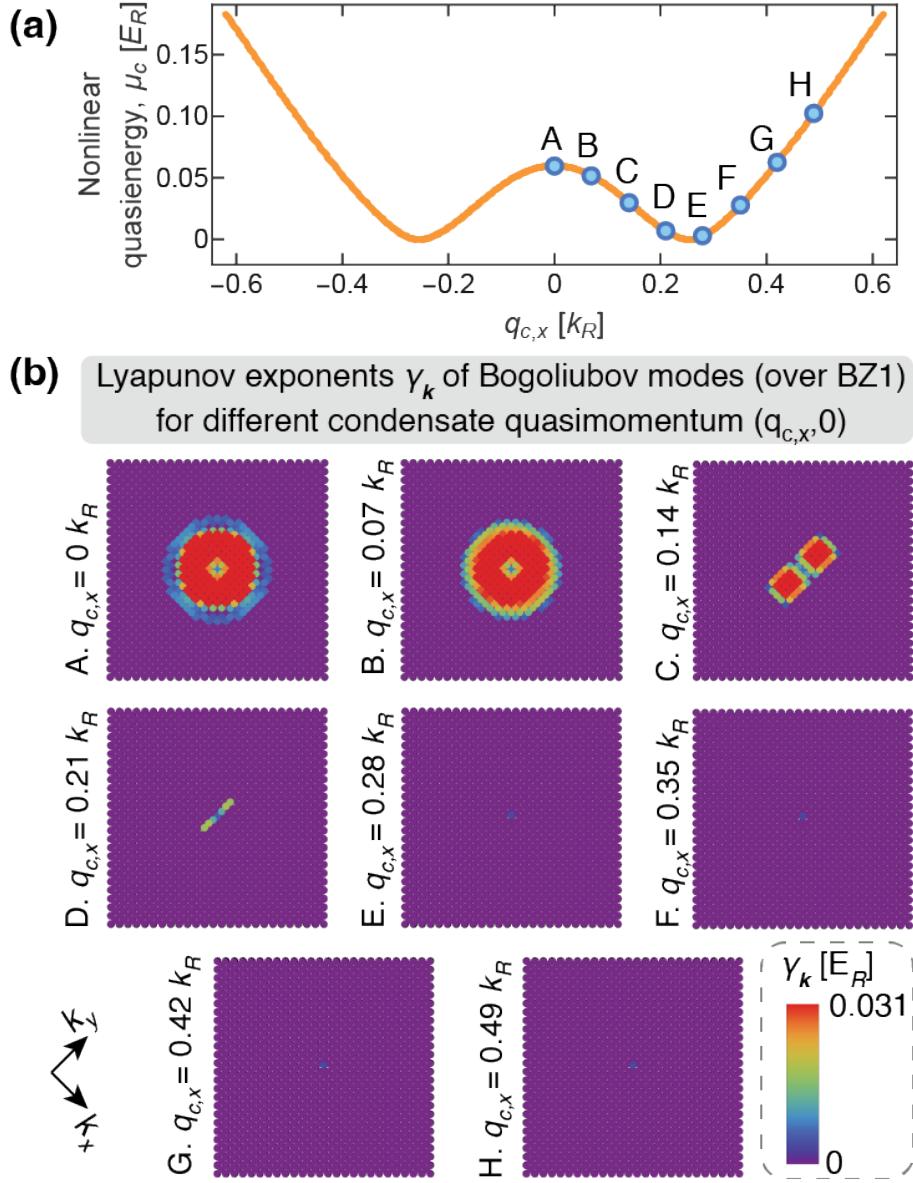 (a)
Nonlinear
quasienergy, μc [ER]
0.15
0.10
0.05
0
A
B
C
D
E
F
G
H
−0.6
−0.4
−0.2
0
0.2
0.4
0.6
qc,x [kR]
(b)
Lyapunov exponents γk of Bogoliubov modes (over BZ1)
for different condensate quasimomentum (qc,x,0)
A. qc,x = 0 kR
B. qc,x = 0.07 kR
C. qc,x = 0.14 kR
D. qc,x = 0.21 kR
E. qc,x = 0.28 kR
F. qc,x = 0.35 kR
G. qc,x = 0.42 kR
H. qc,x = 0.49 kR
γk [ER]
0.031
0